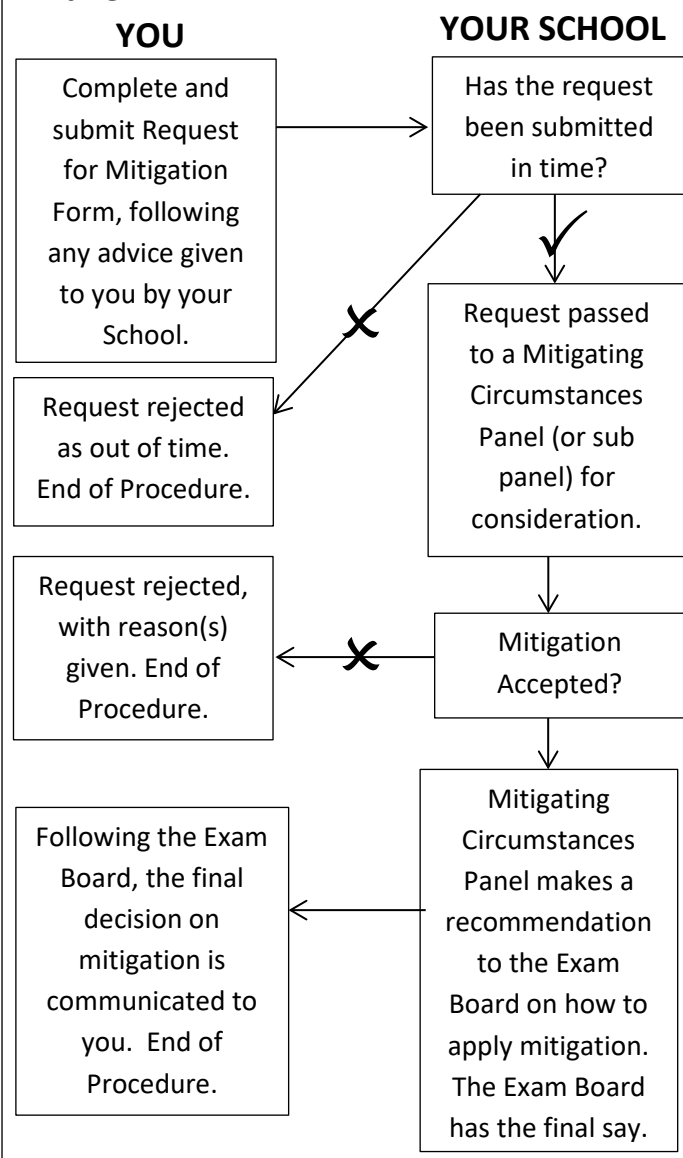 YOU
YOUR SCHOOL
Complete and
submit Request
for Mitigation
Form, following
any advice given
to you by your
School.
Has the request
been submitted
in time?
Request rejected
as out of time.
End of Procedure.
Request passed
to a Mitigating
Circumstances
Panel (or sub
panel) for
consideration.
Request rejected,
with reason(s)
given. End of
Procedure.
Mitigation
Accepted?
Mitigating
Circumstances
Panel makes a
recommendation
to the Exam
Board on how to
apply mitigation.
The Exam Board
has the final say.
Following the Exam
Board, the final
decision on
mitigation is
communicated to
you.  End of
Procedure.